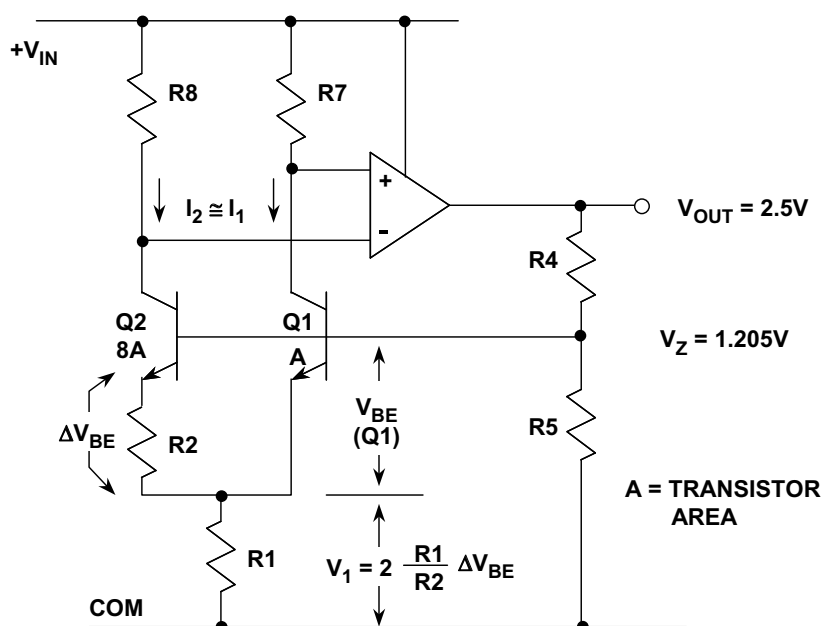 +V_IN
R8
R7
I_2 ≅ I_1
+
-
V_OUT = 2.5V
R4
Q2
8A
Q1
A
V_Z = 1.205V
V_BE
(Q1)
R5
ΔV_BE
R2
A = TRANSISTOR
AREA
R1
V_1 = 2 R1/R2 ΔV_BE
COM